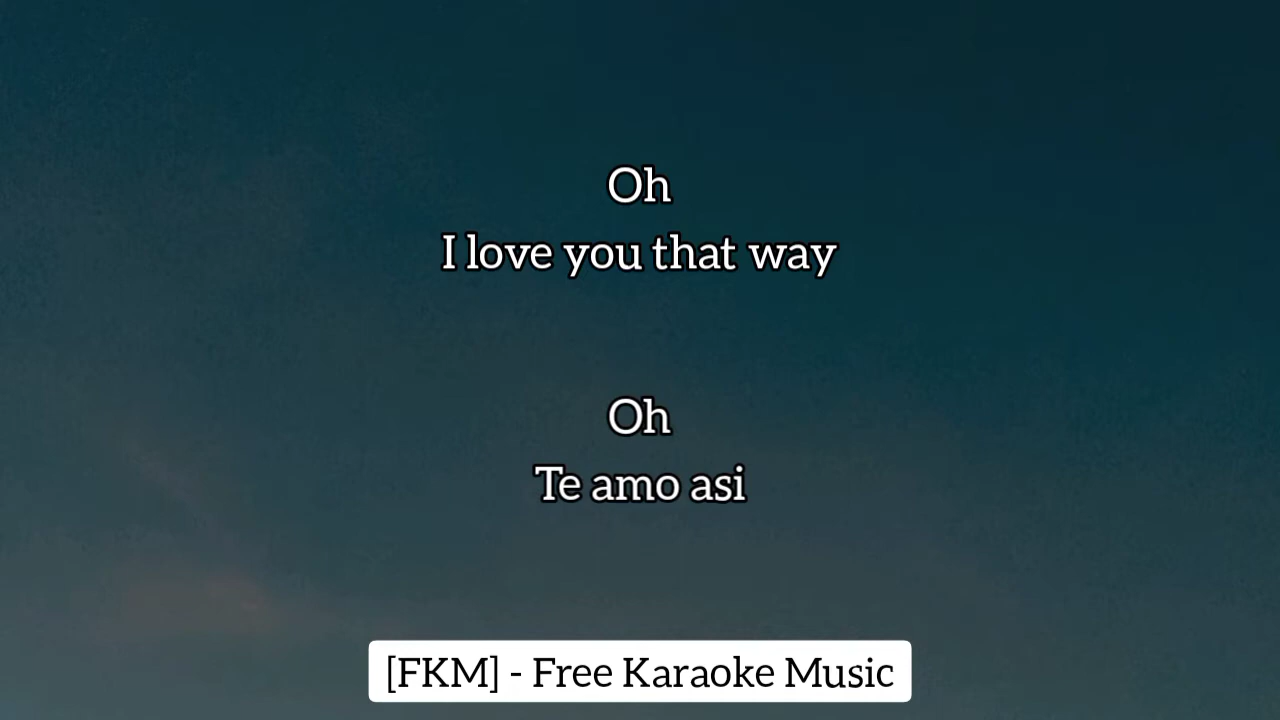 Oh
I love you that way
Oh
Te amo asi
[FKM] - Free Karaoke Music